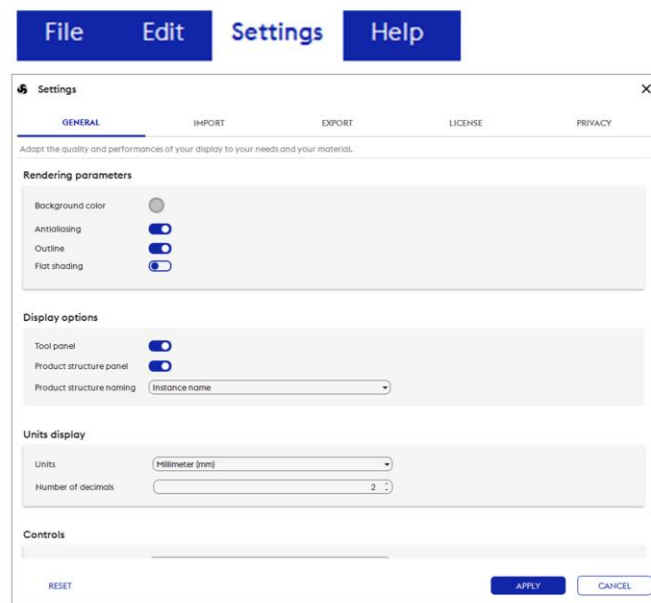 File Edit Settings Help
Settings
GENERAL IMPORT EXPORT LICENSE PRIVACY
Adapt the quality and performances of your display to your needs and your material.
Rendering parameters
Background color
Antialiasing
Outline
Flat shading
Display options
Tool panel
Product structure panel
Product structure naming Instance name
Units display
Units Millimeter (mm)
Number of decimals 2
Controls
RESET APPLY CANCEL